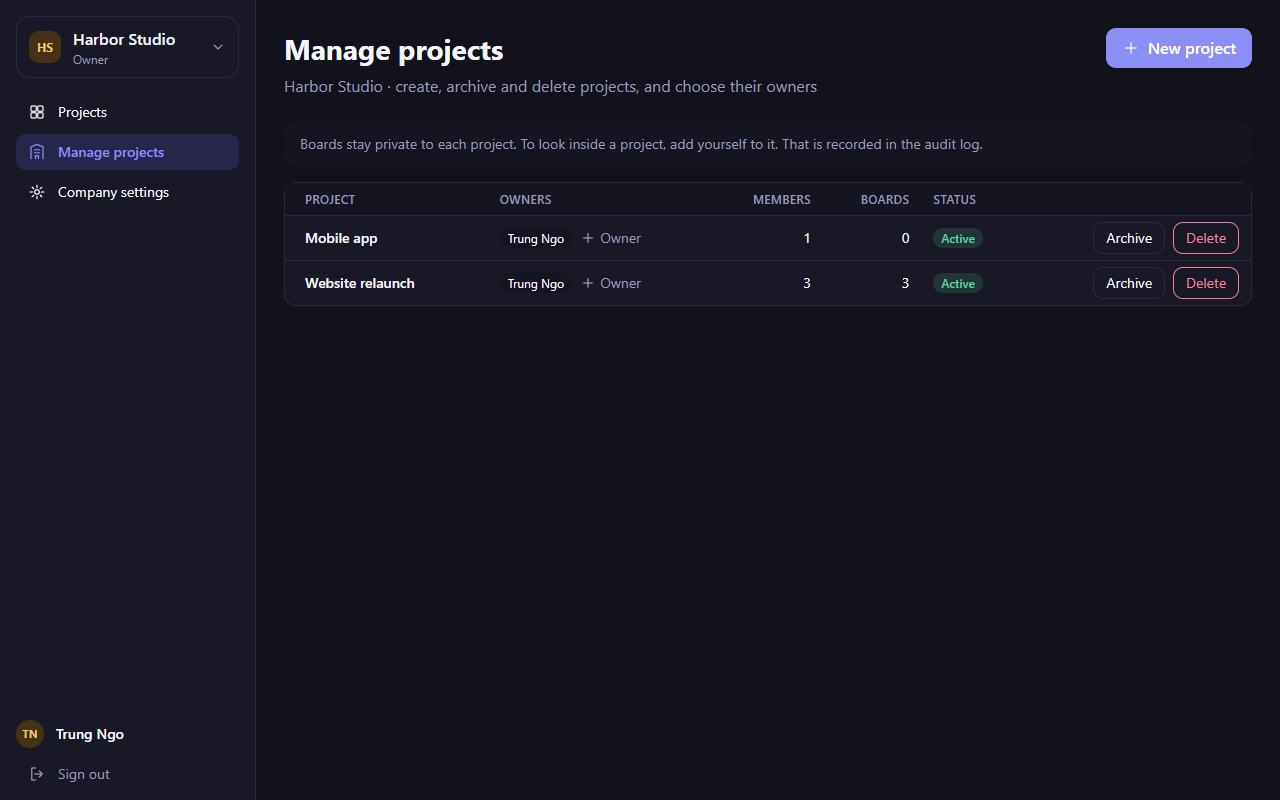 HS
Harbor Studio
Owner
Projects
Manage projects
Company settings
Trung Ngo
TN
Sign out
Manage projects
New project
Harbor Studio · create, archive and delete projects, and choose their owners
Boards stay private to each project. To look inside a project, add yourself to it. That is recorded in the audit log.
PROJECT OWNERS MEMBERS BOARDS STATUS
Mobile app Trung Ngo + Owner 1 0 Active Archive Delete
Website relaunch Trung Ngo + Owner 3 3 Active Archive Delete